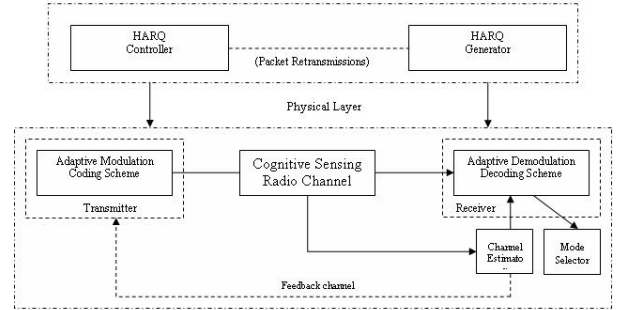 HARQ
Controller
HARQ
Generator
(Packet Retransmissions)
Physical Layer
Adaptive Modulation
Coding Scheme
Cognitive Sensing
Radio Channel
Adaptive Demodulation
Decoding Scheme
Transmitter
Receiver
Channel
Estimato
Mode
Selector
Feedback channel